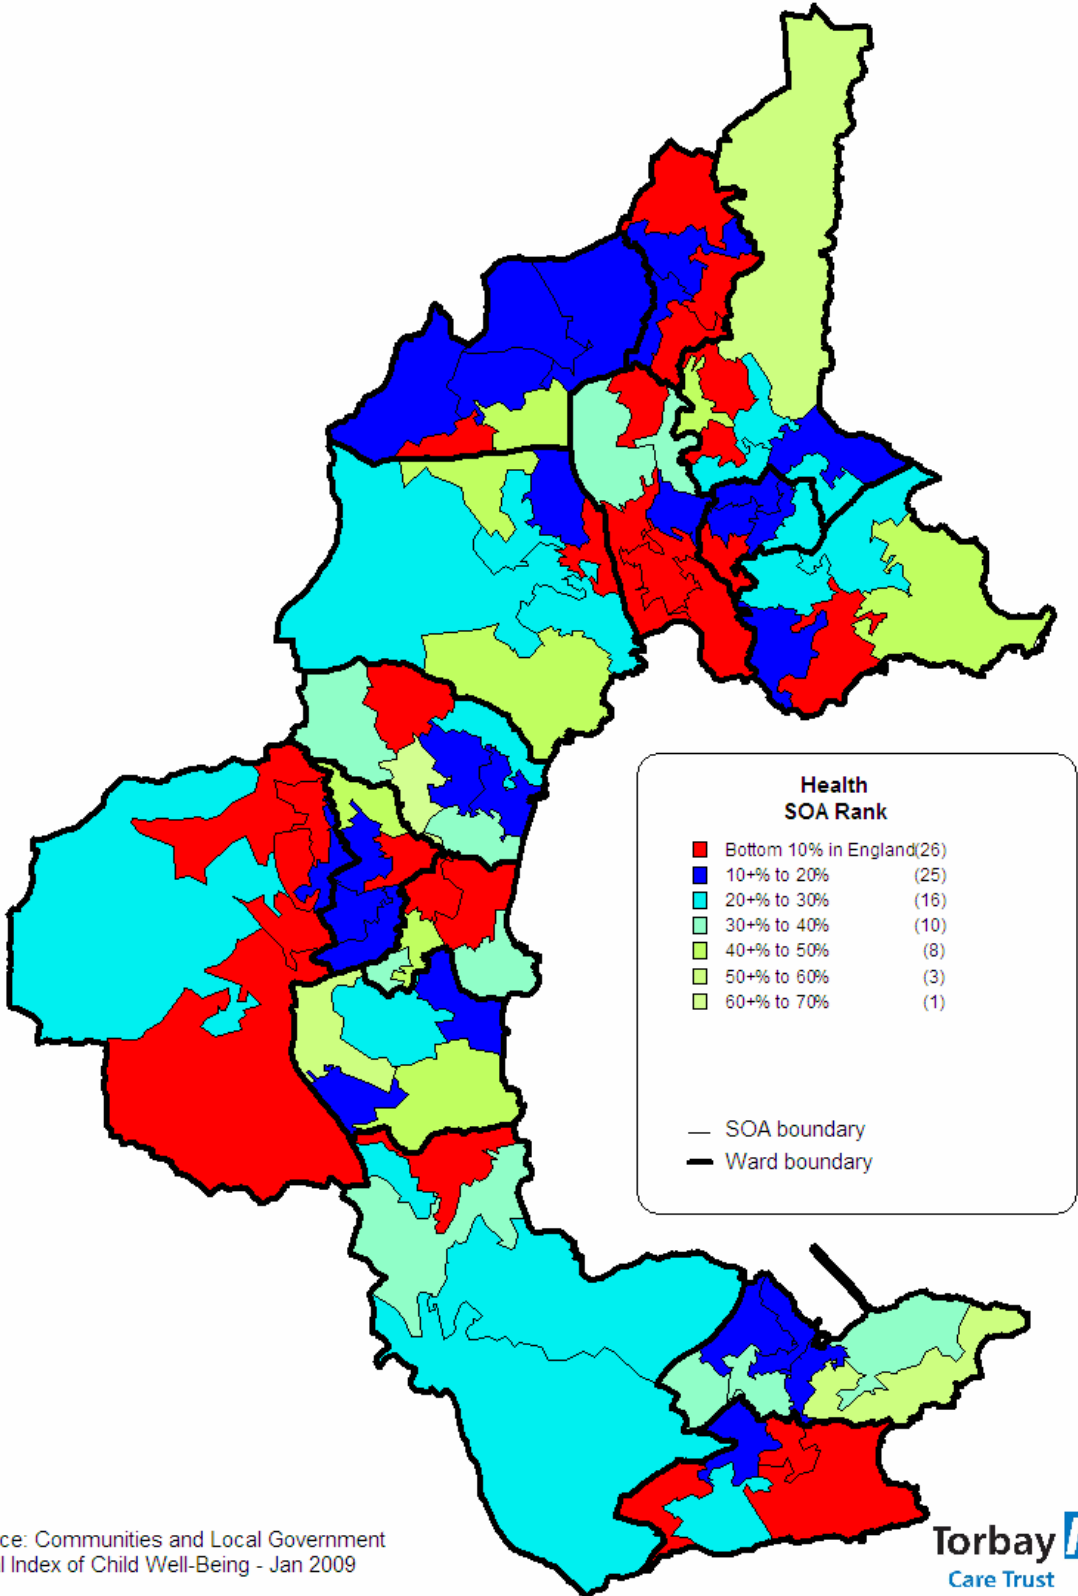 Health
SOA Rank
Bottom 10% in England(26)
10+% to 20% (25)
20+% to 30% (16)
30+% to 40% (10)
40+% to 50% (8)
50+% to 60% (3)
60+% to 70% (1)
SOA boundary
Ward boundary
ce: Communities and Local Government
l Index of Child Well-Being - Jan 2009
Torbay
Care Trust